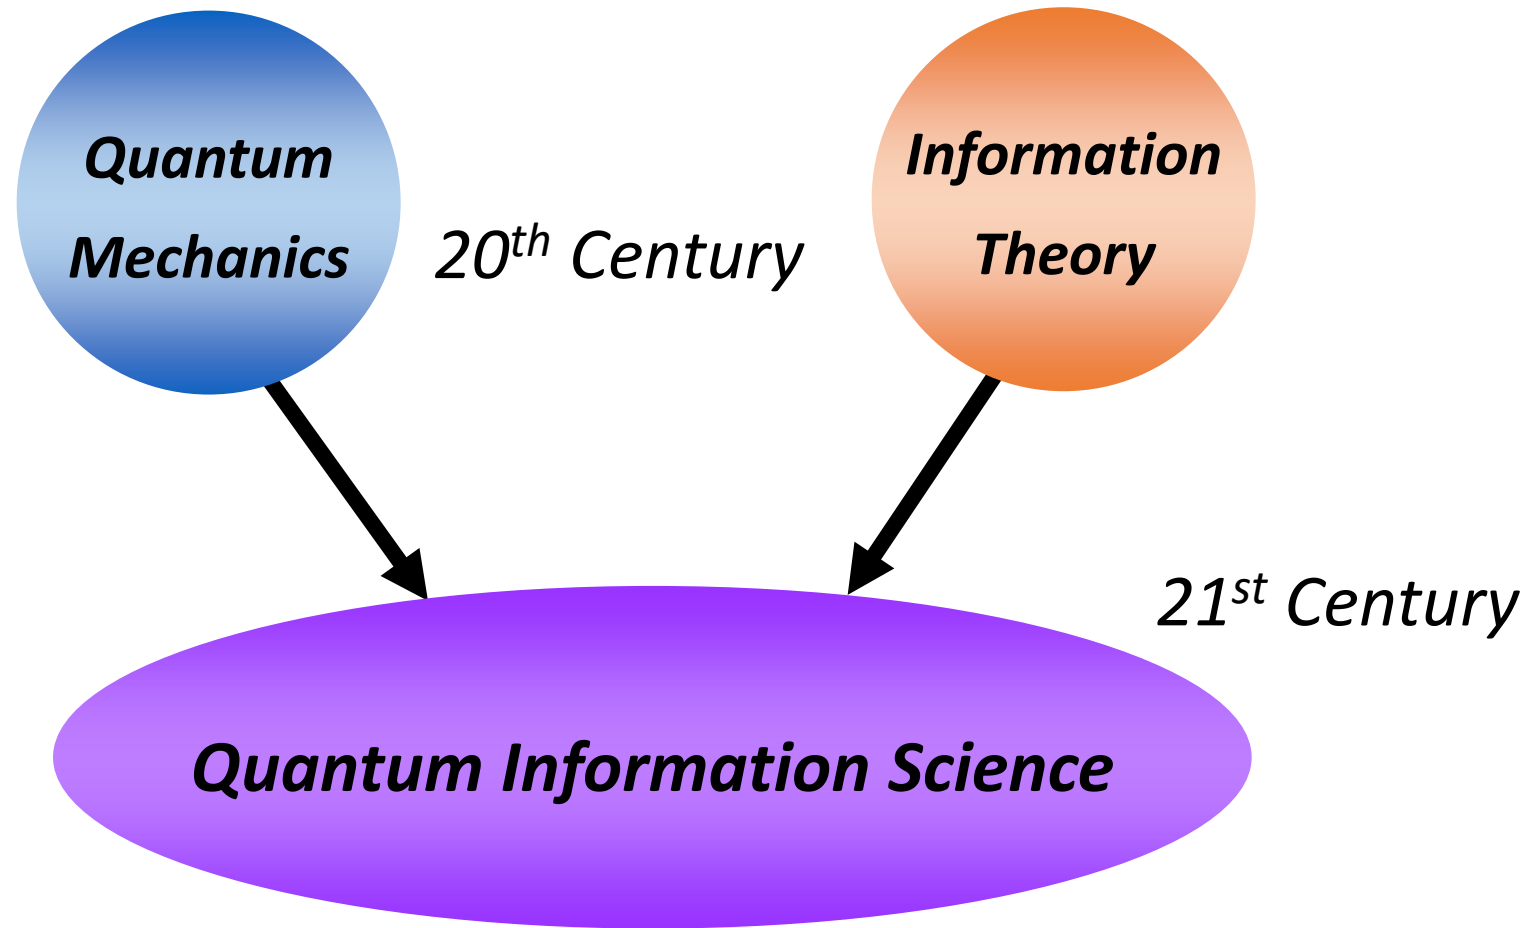 Quantum
Mechanics
20th Century
Information
Theory
21st Century
Quantum Information Science